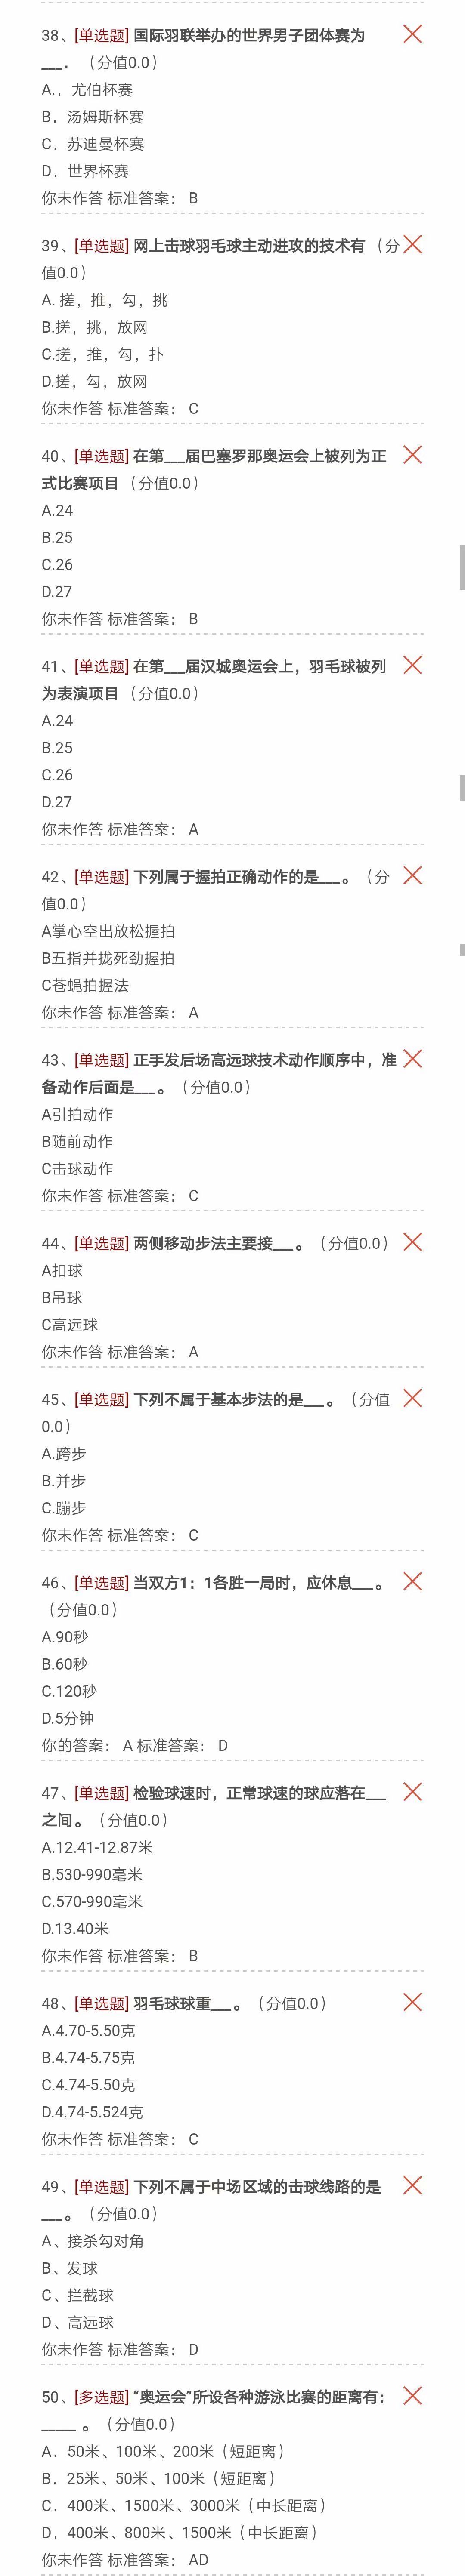 38、[单选题] 国际羽联举办的世界男子团体赛为
___． （分值0.0）
A.．尤伯杯赛
B．汤姆斯杯赛
C．苏迪曼杯赛
D．世界杯赛
你未作答 标准答案： B
39、[单选题] 网上击球羽毛球主动进攻的技术有 （分
值0.0）
A. 搓，推，勾，挑
B.搓，挑，放网
C.搓，推，勾，扑
D.搓，勾，放网
你未作答 标准答案： C
40、[单选题] 在第___届巴塞罗那奥运会上被列为正
式比赛项目 （分值0.0）
A.24
B.25
C.26
D.27
你未作答 标准答案： B
41、[单选题] 在第___届汉城奥运会上，羽毛球被列
为表演项目 （分值0.0）
A.24
B.25
C.26
D.27
你未作答 标准答案： A
42、[单选题] 下列属于握拍正确动作的是___。 （分
值0.0）
A掌心空出放松握拍
B五指并拢死劲握拍
C苍蝇拍握法
你未作答 标准答案： A
43、[单选题] 正手发后场高远球技术动作顺序中，准
备动作后面是___。 （分值0.0）
A引拍动作
B随前动作
C击球动作
你未作答 标准答案： C
44、[单选题] 两侧移动步法主要接___。 （分值0.0）
A扣球
B吊球
C高远球
你未作答 标准答案： A
45、[单选题] 下列不属于基本步法的是___。 （分值
0.0）
A.跨步
B.并步
C.蹦步
你未作答 标准答案： C
46、[单选题] 当双方1：1各胜一局时，应休息___。
（分值0.0）
A.90秒
B.60秒
C.120秒
D.5分钟
你的答案： A 标准答案： D
47、[单选题] 检验球速时，正常球速的球应落在___
之间。 （分值0.0）
A.12.41-12.87米
B.530-990毫米
C.570-990毫米
D.13.40米
你未作答 标准答案： B
48、[单选题] 羽毛球球重___。 （分值0.0）
A.4.70-5.50克
B.4.74-5.75克
C.4.74-5.50克
D.4.74-5.524克
你未作答 标准答案： C
49、[单选题] 下列不属于中场区域的击球线路的是
___。 （分值0.0）
A、接杀勾对角
B、发球
C、拦截球
D、高远球
你未作答 标准答案： D
50、[多选题] “奥运会”所设各种游泳比赛的距离有：
_____ 。 （分值0.0）
A．50米、100米、200米（短距离）
B．25米、50米、100米（短距离）
C．400米、1500米、3000米（中长距离）
D．400米、800米、1500米（中长距离）
你未作答 标准答案： AD